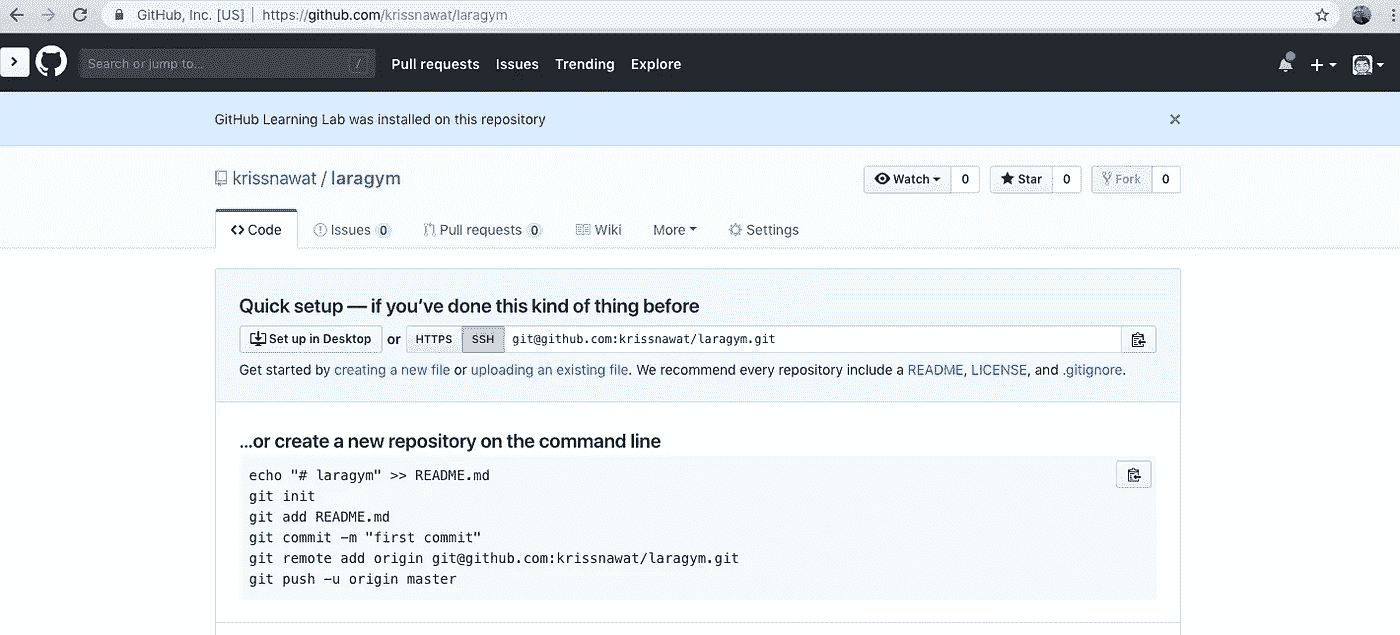 GitHub, Inc. [US] | https://github.com/krissnawat/laragym
Search or jump to... / Pull requests Issues Trending Explore
GitHub Learning Lab was installed on this repository
krissnawat / laragym Watch 0 Star 0 Fork 0
Code Issues 0 Pull requests 0 Wiki More Settings
Quick setup — if you've done this kind of thing before
Set up in Desktop or HTTPS SSH git@github.com:krissnawat/laragym.git
Get started by creating a new file or uploading an existing file. We recommend every repository include a README, LICENSE, and .gitignore.
...or create a new repository on the command line
echo "# laragym" >> README.md
git init
git add README.md
git commit -m "first commit"
git remote add origin git@github.com:krissnawat/laragym.git
git push -u origin master